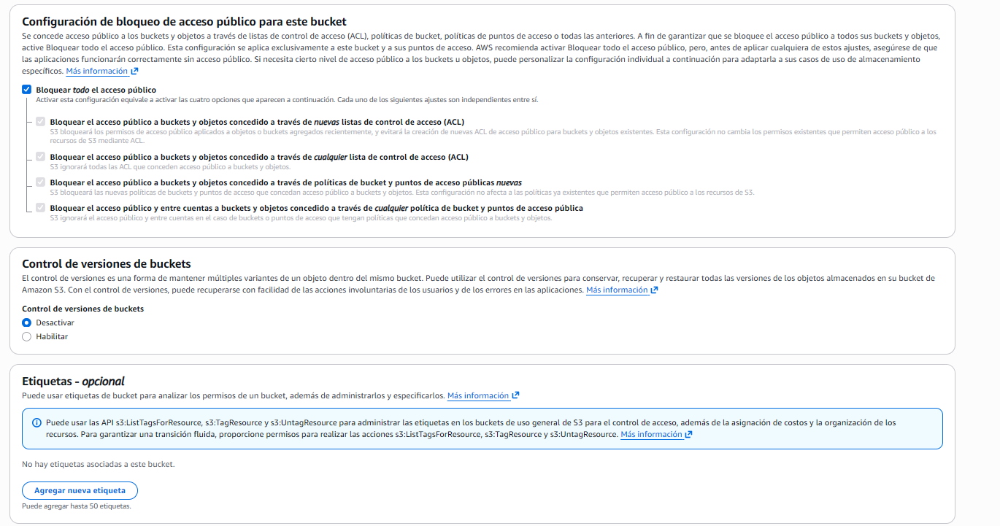 Configuración de bloqueo de acceso público para este bucket
Se concede acceso público a los buckets y objetos a través de listas de control de acceso (ACL), políticas de bucket, políticas de puntos de acceso o todas las anteriores. A fin de garantizar que se bloquee el acceso público a todos sus buckets y objetos,
active Bloquear todo el acceso público. Esta configuración se aplica exclusivamente a este bucket y a sus puntos de acceso. AWS recomienda activar Bloquear todo el acceso público, pero, antes de aplicar cualquiera de estos ajustes, asegúrese de que
las aplicaciones funcionarán correctamente sin acceso público. Si necesita cierto nivel de acceso público a los buckets u objetos, puede personalizar la configuración individual a continuación para adaptarla a sus casos de uso de almacenamiento
específicos. Más información
Bloquear todo el acceso público
Activar esta configuración equivale a activar las cuatro opciones que aparecen a continuación. Cada uno de los siguientes ajustes son independientes entre sí.
Bloquear el acceso público a buckets y objetos concedido a través de nuevas listas de control de acceso (ACL)
S3 bloqueará los permisos de acceso público aplicados a objetos o buckets agregados recientemente, y evitará la creación de nuevas ACL de acceso público para buckets y objetos existentes. Esta configuración no cambia los permisos existentes que permiten acceso público a los
recursos de S3 mediante ACL.
Bloquear el acceso público a buckets y objetos concedido a través de cualquier lista de control de acceso (ACL)
S3 ignorará todas las ACL que conceden acceso público a buckets y objetos.
Bloquear el acceso público a buckets y objetos concedido a través de políticas de bucket y puntos de acceso públicas nuevas
S3 bloqueará las nuevas políticas de buckets y puntos de acceso que concedan acceso público a buckets y objetos. Esta configuración no afecta a las políticas ya existentes que permiten acceso público a los recursos de S3.
Bloquear el acceso público y entre cuentas a buckets y objetos concedido a través de cualquier política de bucket y puntos de acceso pública
S3 ignorará el acceso público y entre cuentas en el caso de buckets o puntos de acceso que tengan políticas que concedan acceso público a buckets y objetos.
Control de versiones de buckets
El control de versiones es una forma de mantener múltiples variantes de un objeto dentro del mismo bucket. Puede utilizar el control de versiones para conservar, recuperar y restaurar todas las versiones de los objetos almacenados en su bucket de
Amazon S3. Con el control de versiones, puede recuperarse con facilidad de las acciones involuntarias de los usuarios y de los errores en las aplicaciones. Más información
Control de versiones de buckets
Desactivar
Habilitar
Etiquetas - opcional
Puede usar etiquetas de bucket para analizar los permisos de un bucket, además de administrarlos y especificarlos. Más información
Puede usar las API s3:ListTagsForResource, s3:TagResource y s3:UntagResource para administrar las etiquetas en los buckets de uso general de S3 para el control de acceso, además de la asignación de costos y la organización de los
recursos. Para garantizar una transición fluida, proporcione permisos para realizar las acciones s3:ListTagsForResource, s3:TagResource y s3:UntagResource. Más información
No hay etiquetas asociadas a este bucket.
Agregar nueva etiqueta
Puede agregar hasta 50 etiquetas.